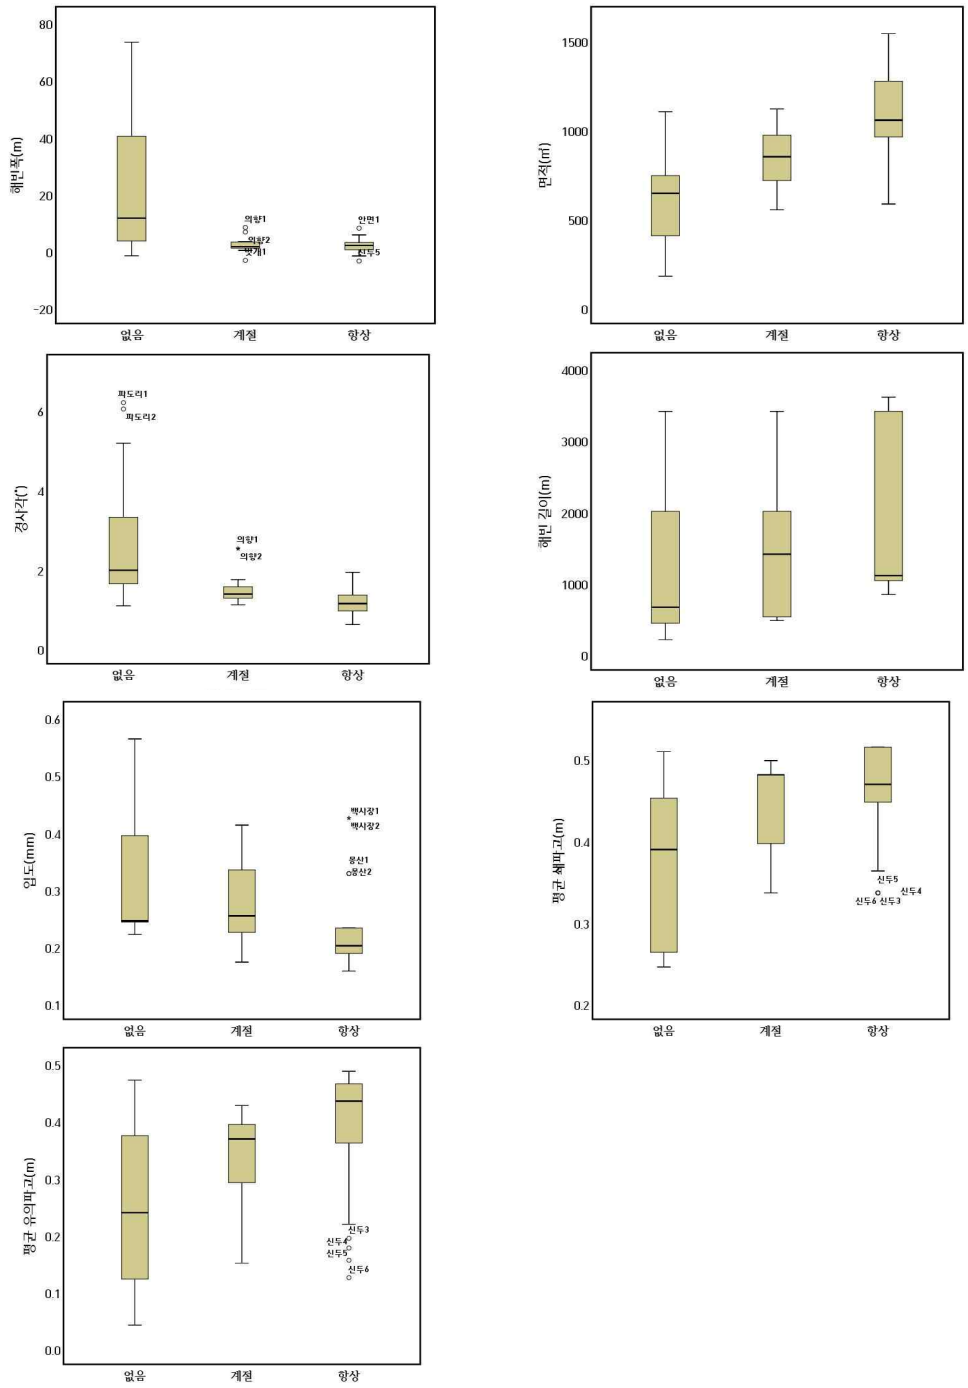 80
60
40
20
0
-20
해빈폭(m)
의항1
의항2
벗개1
안면1
신두5
없음 계절 항상
1500
1000
500
0
면적(㎡)
없음 계절 항상
6
4
2
0
경사각(°)
파도리1
파도리2
의항1
의항2
없음 계절 항상
4000
3000
2000
1000
0
해빈 길이(m)
없음 계절 항상
0.6
0.5
0.4
0.3
0.2
0.1
입도(mm)
백시장1
백시장2
몽산1
몽산2
없음 계절 항상
0.5
0.4
0.3
0.2
평균 쇄파고(m)
신두5
신두4
신두6 신두3
없음 계절 항상
0.5
0.4
0.3
0.2
0.1
0.0
평균 유의파고(m)
신두3
신두4
신두5
신두6
없음 계절 항상